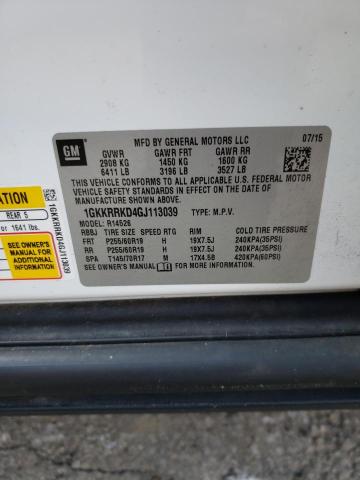 GM
MFD. BY GENERAL MOTORS LLC
07/15
GVWR GAWR FRT GAWR RR
2908 KG 1450 KG 1600 KG
6411 LB 3196 LB 3527 LB
THIS VEHICLE CONFORMS TO ALL APPLICABLE U.S. FEDERAL MOTOR
VEHICLE SAFETY STANDARDS IN EFFECT ON THE DATE OF
MANUFACTURE SHOWN ABOVE.
1GKKRRKD4GJ113039 TYPE: M.P.V.
MODEL: R14526
RBBJ TIRE SIZE SPEED RTG RIM COLD TIRE PRESSURE
FRT P255/60R19 H 19X7.5J 240KPA(35PSI)
RR P255/60R19 H 19X7.5J 240KPA(35PSI)
SPA T145/70R17 M 17X4.5B 420KPA(60PSI)
ATION
REAR 5
or 1641 lbs.
SEE OWNER'S
MANUAL FOR
ADDITIONAL
INFORMATION
1GKKRRKD4GJ113039
SEE OWNER'S
MANUAL